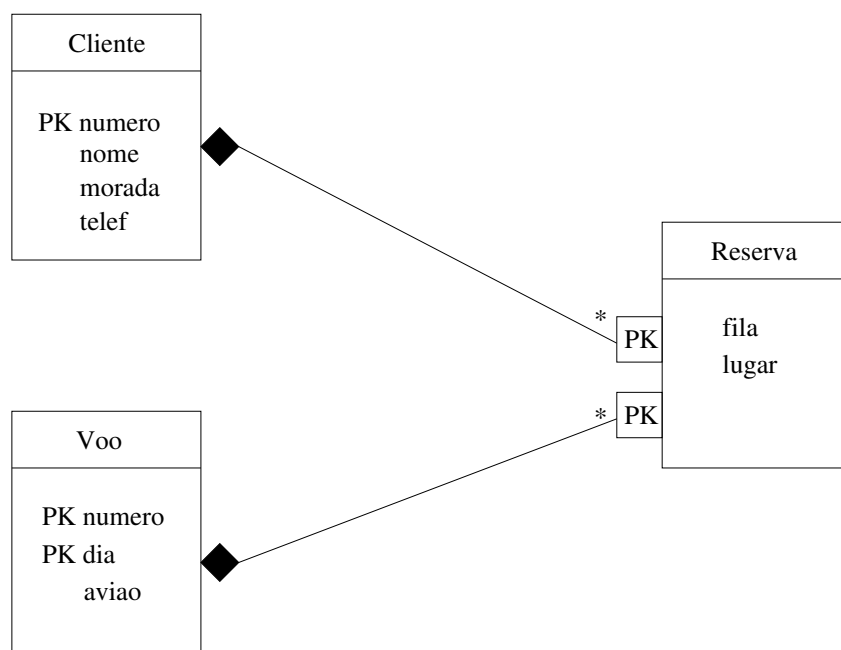 Cliente
PK numero
nome
morada
telef
Reserva
fila
lugar
* PK
* PK
Voo
PK numero
PK dia
aviao